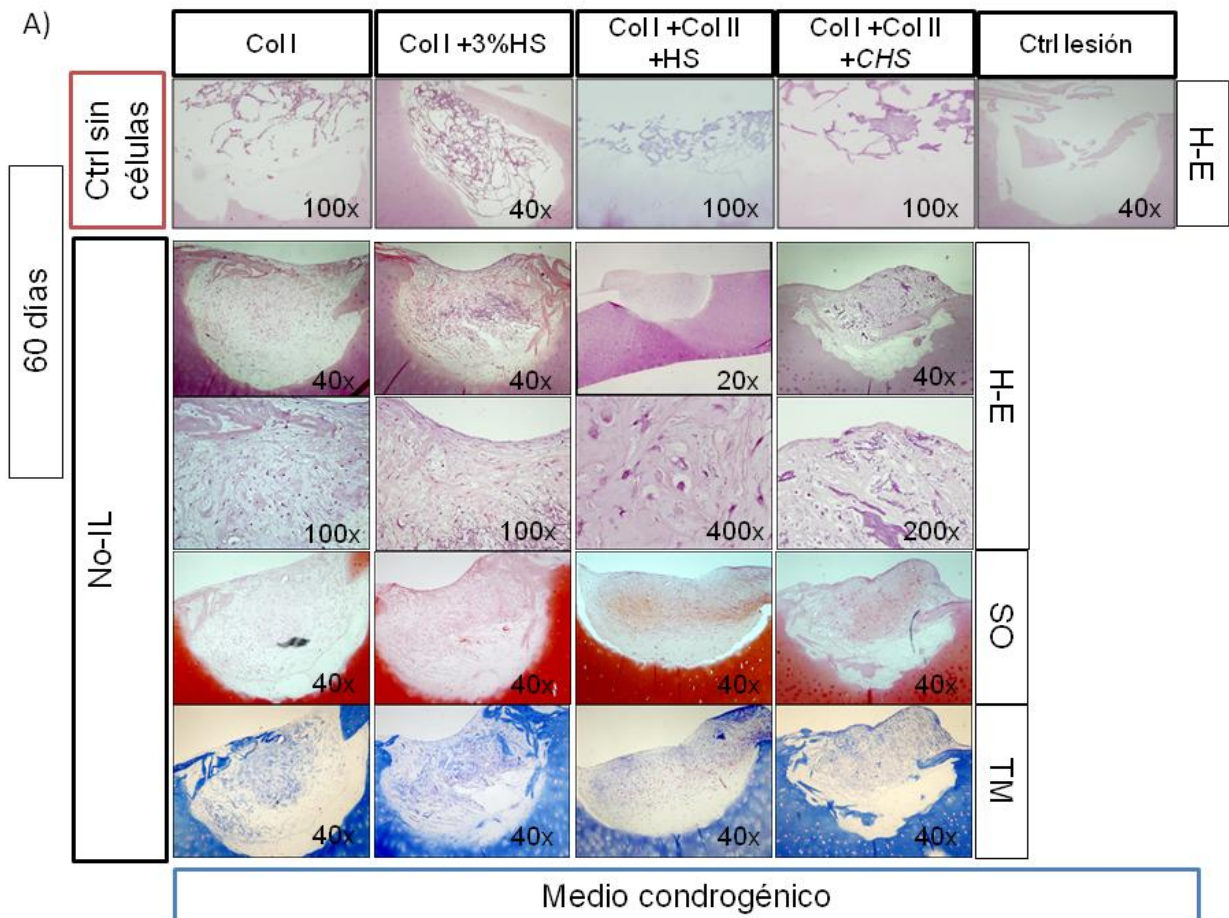 A)
Col I
Col I +3%HS
Col I +Col II
+HS
Col I +Col II
+CHS
Ctrl lesión
Ctrl sin
células
100x
40x
100x
100x
40x
H-E
60 días
No-IL
40x
40x
20x
40x
H-E
100x
100x
400x
200x
40x
40x
40x
40x
SO
40x
40x
40x
40x
TM
Medio condrogénico